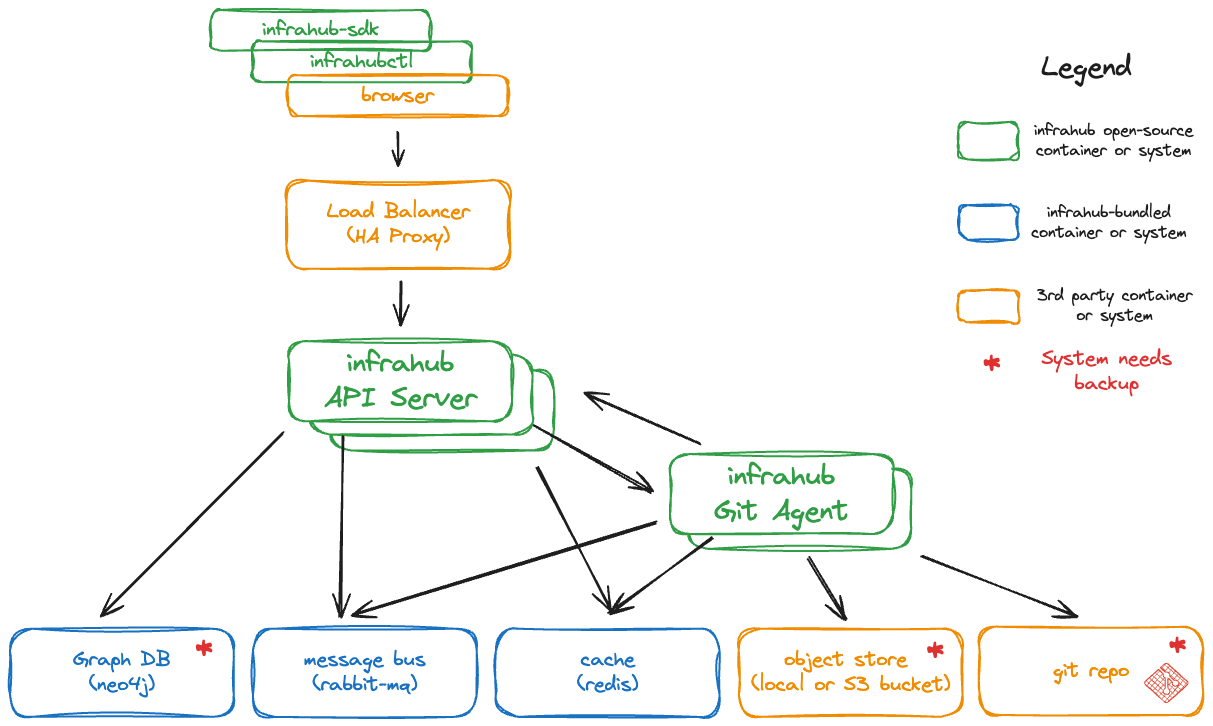 infrahub-sdk
infrahubctl
browser
Load Balancer
(HA Proxy)
infrahub
API Server
infrahub
Git Agent
Graph DB
(neo4j)
*
message bus
(rabbit-mq)
cache
(redis)
object store
(local or S3 bucket)
*
git repo
*
Legend
infrahub open-source
container or system
infrahub-bundled
container or system
3rd party container
or system
*
System needs
backup